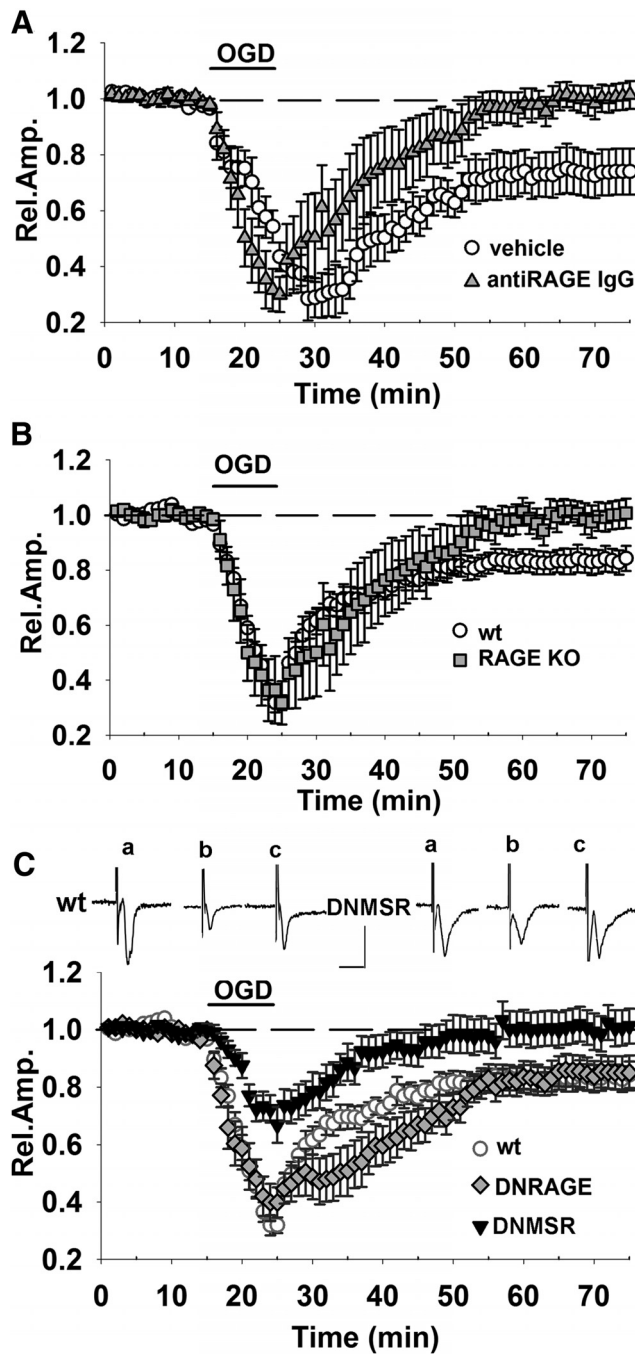 A
OGD
Rel.Amp.
1.2
1.0
0.8
0.6
0.4
0.2
vehicle
antiRAGE IgG
0 10 20 30 40 50 60 70
Time (min)
B
OGD
Rel.Amp.
1.2
1.0
0.8
0.6
0.4
0.2
wt
RAGE KO
0 10 20 30 40 50 60 70
Time (min)
C
a b c a b c
wt DNMSR
OGD
Rel.Amp.
1.2
1.0
0.8
0.6
0.4
0.2
wt
DNRAGE
DNMSR
0 10 20 30 40 50 60 70
Time (min)